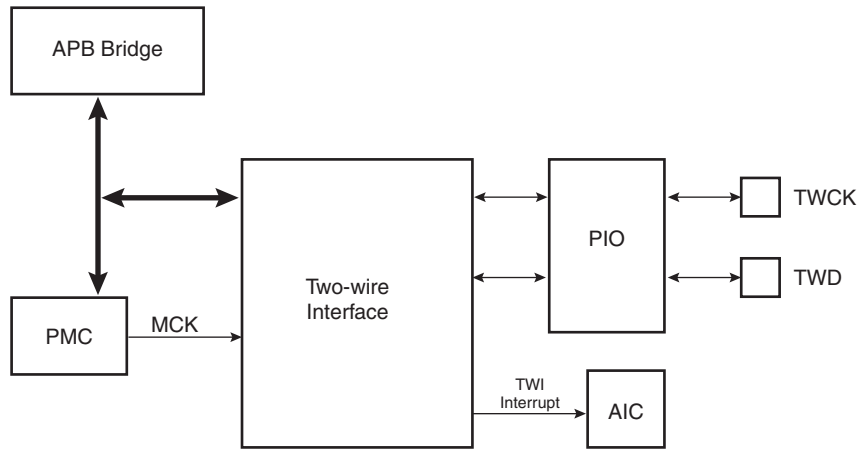 APB Bridge
TWCK
PIO
TWD
Two-wire
Interface
MCK
PMC
TWI
Interrupt
AIC